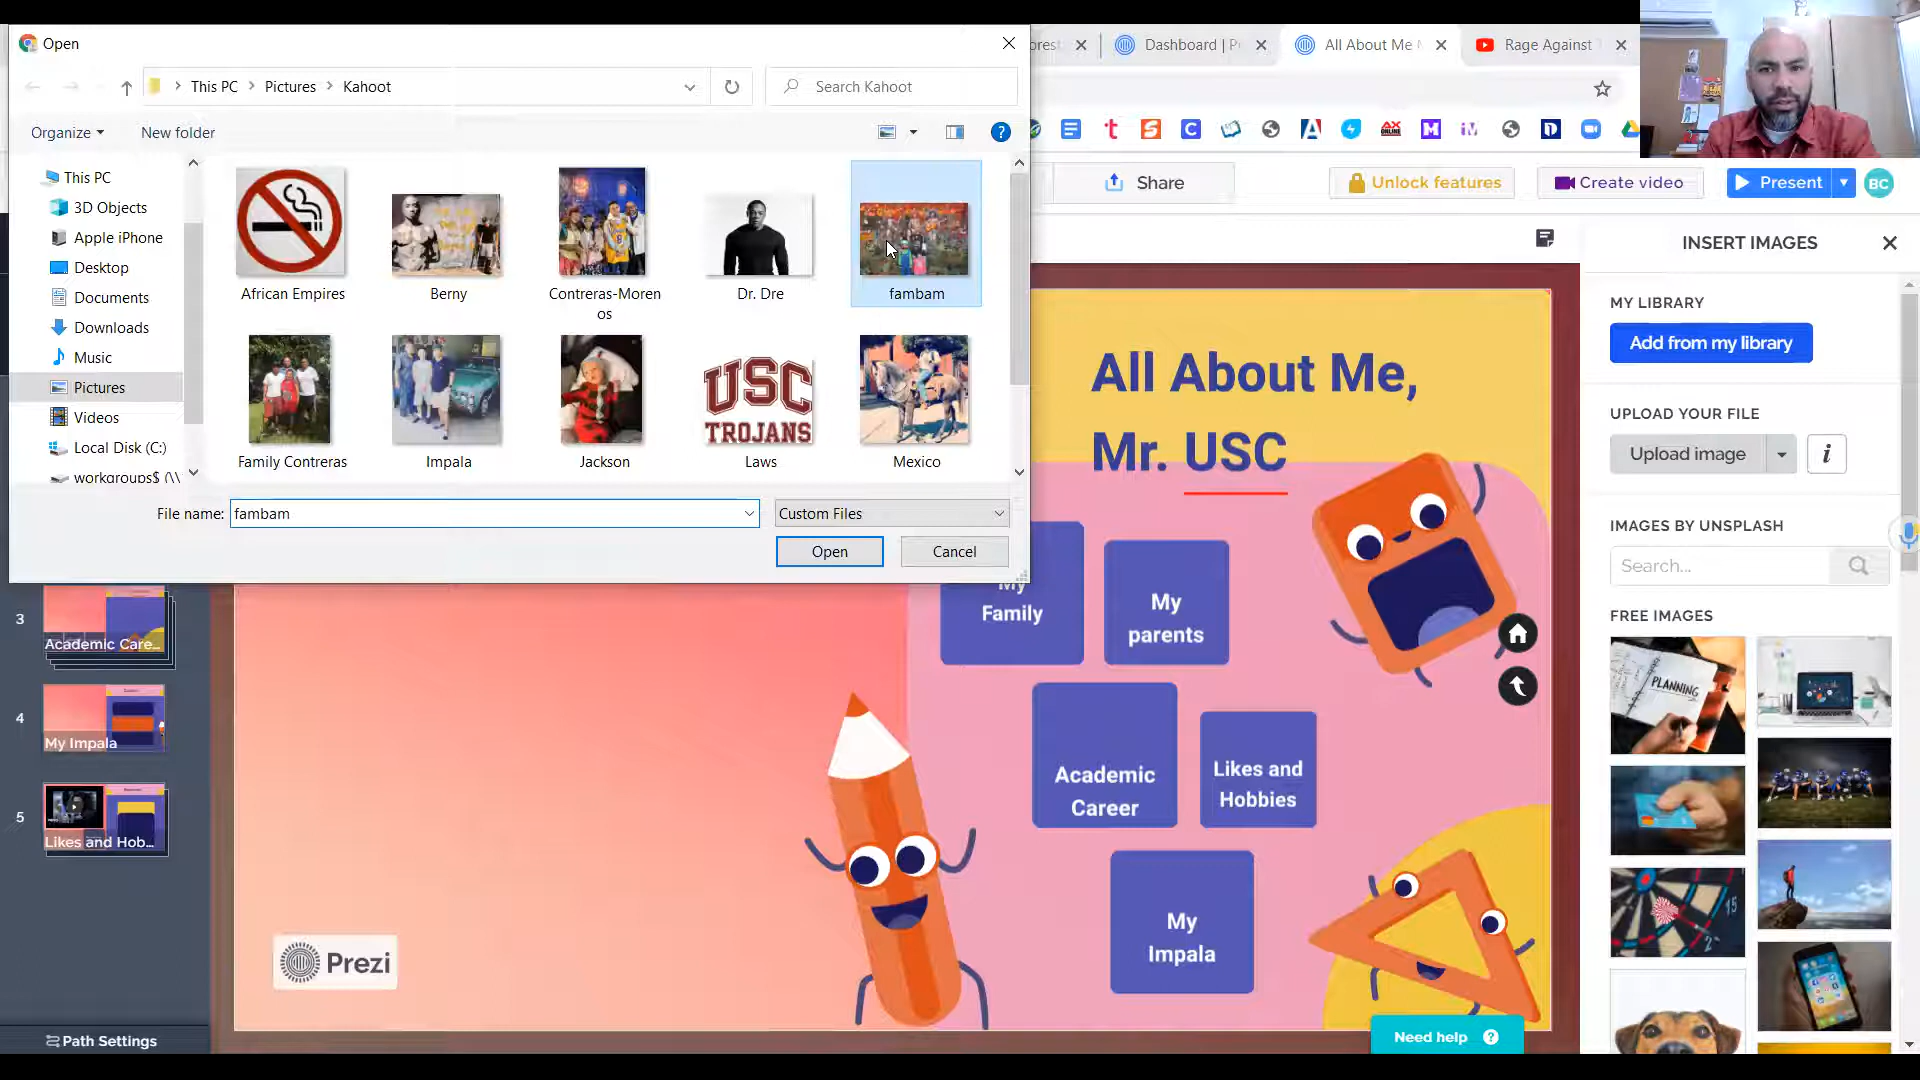 Open
orest
Dashboard | P
All About Me
Rage Against
This PC
Pictures
Kahoot
Search Kahoot
Organize
New folder
?
This PC
3D Objects
Apple iPhone
Desktop
Documents
Downloads
Music
Pictures
Videos
Local Disk (C:)
workgroups$ (\\
African Empires
Berny
Contreras-Moren
os
Dr. Dre
fambam
Family Contreras
Impala
Jackson
USC
TROJANS
Laws
Mexico
File name:
fambam
Custom Files
Open
Cancel
Share
Unlock features
Create video
Present
BC
INSERT IMAGES
MY LIBRARY
Add from my library
UPLOAD YOUR FILE
Upload image
i
IMAGES BY UNSPLASH
Search...
FREE IMAGES
PLANNING
All About Me,
Mr. USC
My
Family
My
parents
Academic
Career
Likes and
Hobbies
My
Impala
Prezi
3
Academic Care...
4
My Impala
5
Likes and Hob...
Path Settings
Need help
?